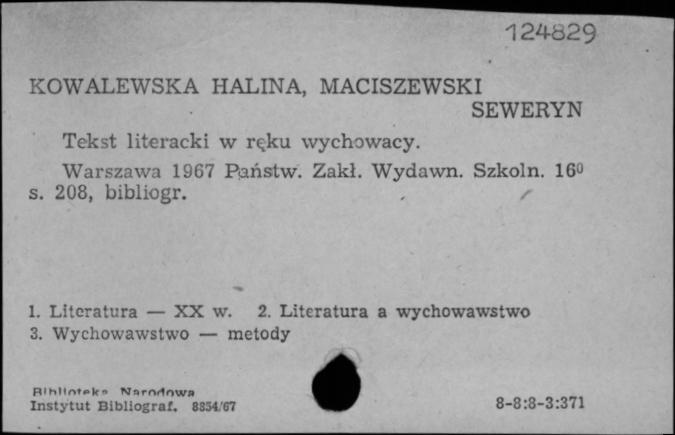 124829
KOWALEWSKA HALINA, MACISZEWSKI
SEWERYN
Tekst literacki w ręku wychowacy.
Warszawa 1967 Państw. Zakł. Wydawn. Szkoln. 16⁰
s. 208, bibliogr.
1. Literatura — XX w. 2. Literatura a wychowawstwo
3. Wychowawstwo — metody
Biblioteka Narodowa
Instytut Bibliograf. 8854/67
8-8:8-3:371